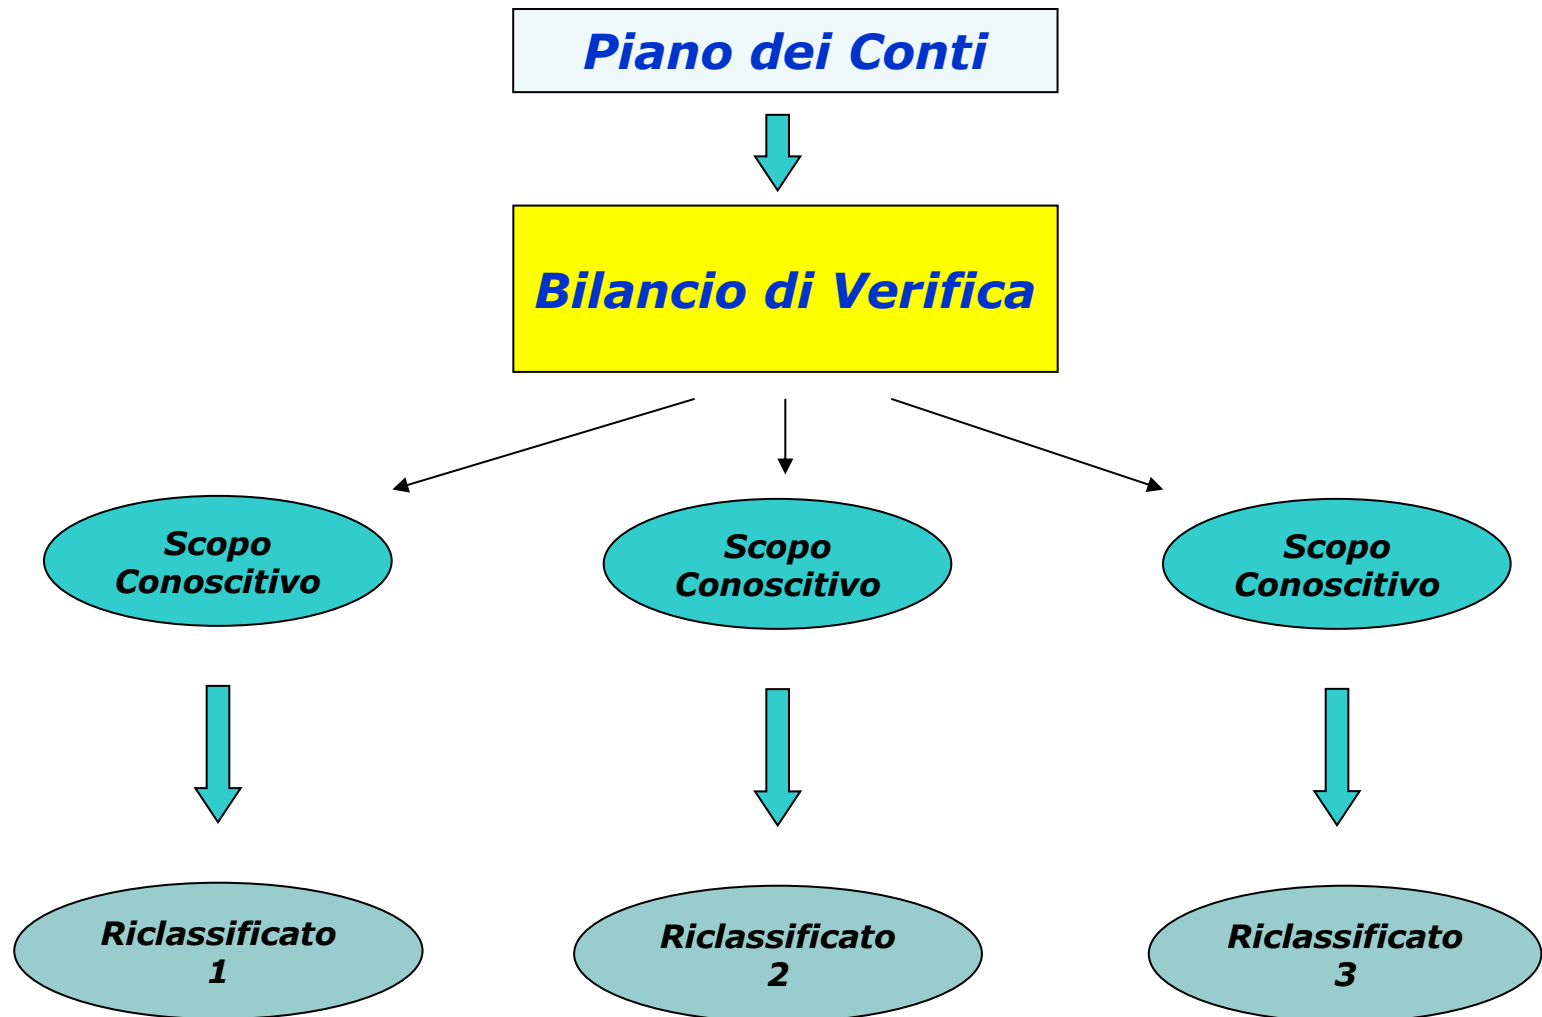 Piano dei Conti
Bilancio di Verifica
Scopo
Conoscitivo
Scopo
Conoscitivo
Scopo
Conoscitivo
Riclassificato
1
Riclassificato
2
Riclassificato
3